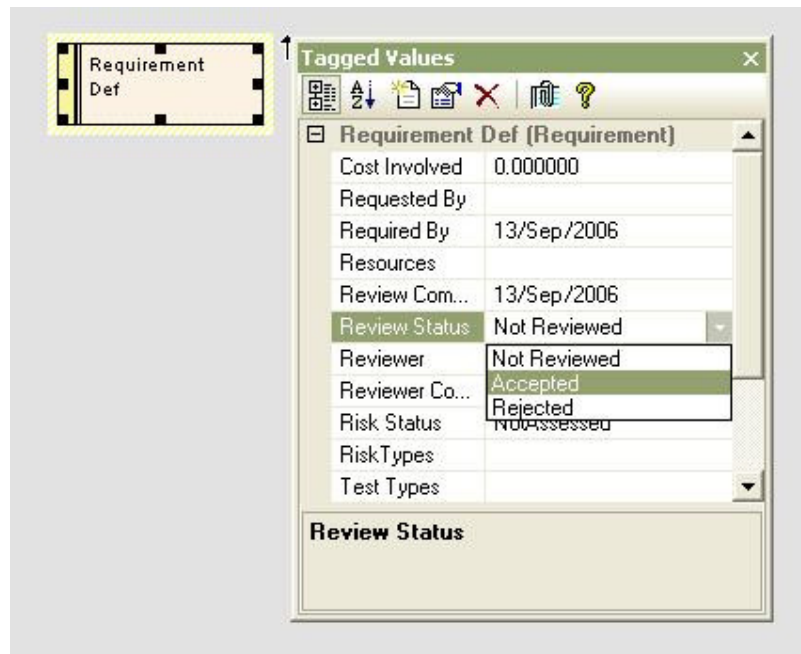 Requirement
Def
Tagged Values
Requirement Def (Requirement)
Cost Involved 0.000000
Requested By
Required By 13/Sep/2006
Resources
Review Com... 13/Sep/2006
Review Status Not Reviewed
Reviewer Not Reviewed
Reviewer Co... Accepted
Rejected
Risk Status NotAssessed
RiskTypes
Test Types
Review Status